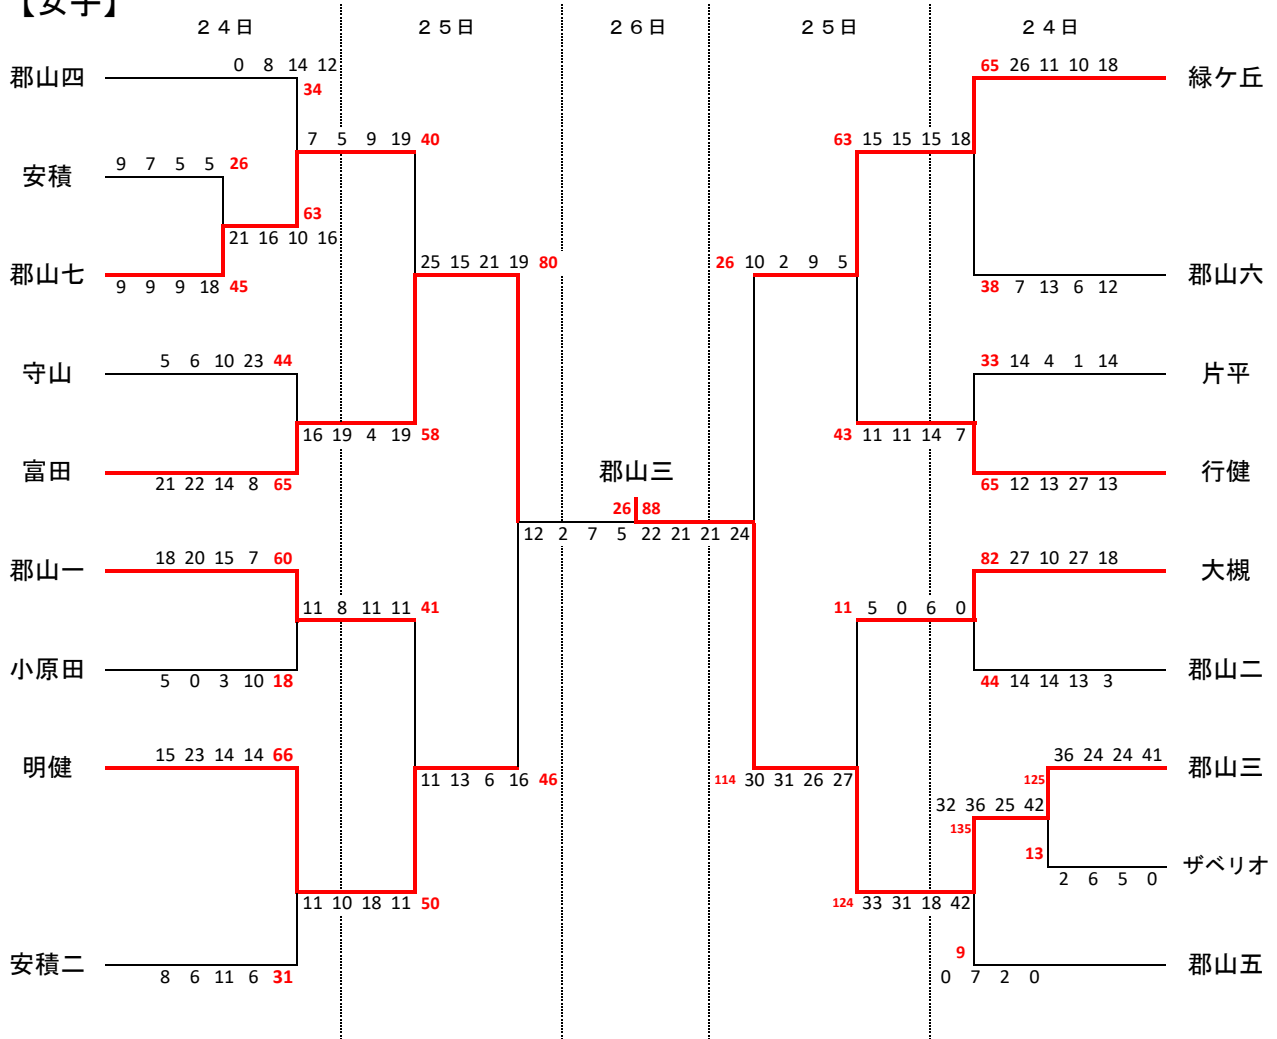 【女子】
２４日 ２５日 ２６日 ２５日 ２４日
0 8 14 12 65 26 11 10 18
郡山四 緑ケ丘
34
7 5 9 19 40 63 15 15 15 18
9 7 5 5 26
安積
63
21 16 10 16
25 15 21 19 80 26 10 2 9 5
郡山七 郡山六
9 9 9 18 45 38 7 13 6 12
5 6 10 23 44 33 14 4 1 14
守山 片平
16 19 4 19 58 43 11 11 14 7
富田 郡山三 行健
21 22 14 8 65 65 12 13 27 13
26 88
12 2 7 5 22 21 21 24
18 20 15 7 60 82 27 10 27 18
郡山一 大槻
11 8 11 11 41 11 5 0 6 0
小原田 郡山二
5 0 3 10 18 44 14 14 13 3
15 23 14 14 66 36 24 24 41
明健 郡山三
11 13 6 16 46 114 30 31 26 27 125
32 36 25 42
135
13
ザベリオ
2 6 5 0
11 10 18 11 50 124 33 31 18 42
9
安積二 郡山五
8 6 11 6 31 0 7 2 0